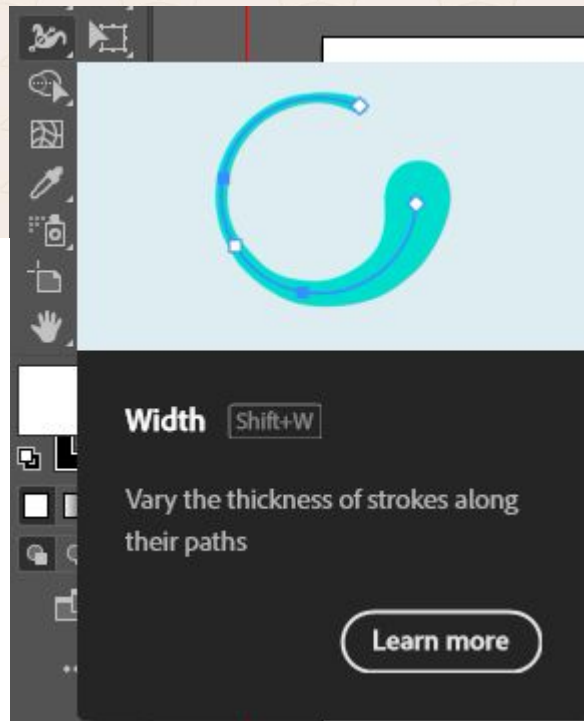 Width Shift+W
Vary the thickness of strokes along
their paths
Learn more